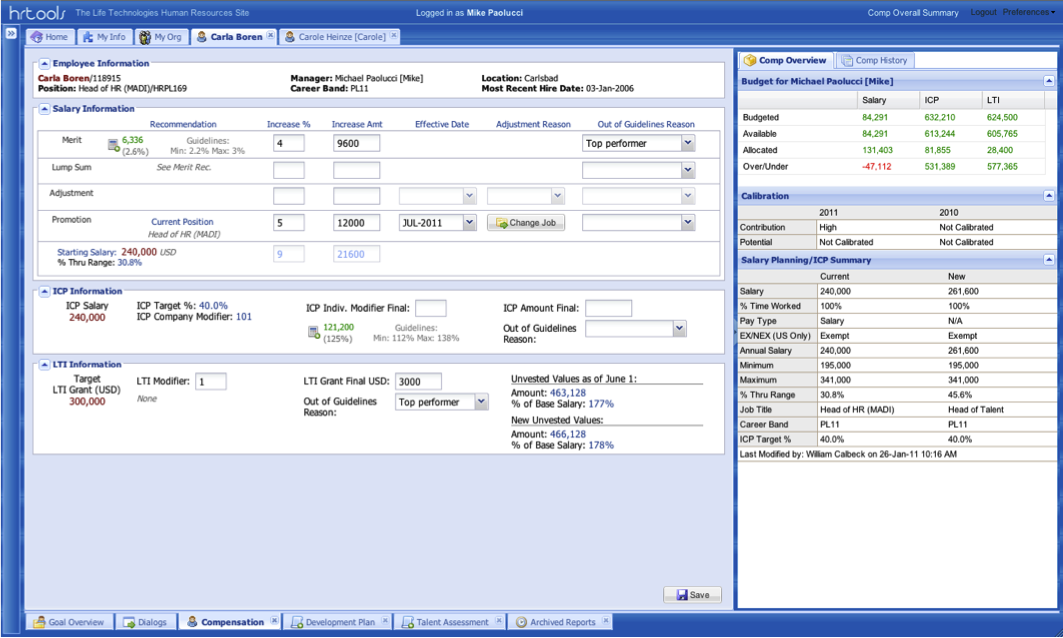 hrtools The Life Technologies Human Resources Site Logged in as Mike Paolucci Comp Overall Summary Logout Preferences
Home My Info My Org Carla Boren Carole Heinze [Carole]
Employee Information
Carla Boren/118915 Manager: Michael Paolucci [Mike] Location: Carlsbad
Position: Head of HR (MADI)/HRPL169 Career Band: PL11 Most Recent Hire Date: 03-Jan-2006
Salary Information
Recommendation Increase % Increase Amt Effective Date Adjustment Reason Out of Guidelines Reason
Merit 6,336 (2.6%) Guidelines: Min: 2.2% Max: 3% 4 9600 Top performer
Lump Sum See Merit Rec.
Adjustment
Promotion Current Position 5 12000 JUL-2011 Change Job
Head of HR (MADI)
Starting Salary: 240,000 USD 9 21600
% Thru Range: 30.8%
ICP Information
ICP Salary ICP Target %: 40.0% ICP Indiv. Modifier Final: ICP Amount Final:
240,000 ICP Company Modifier: 101
121,200 Guidelines: Out of Guidelines
(125%) Min: 112% Max: 138% Reason:
LTI Information
Target LTI Modifier: 1 LTI Grant Final USD: 3000 Unvested Values as of June 1:
LTI Grant (USD) Amount: 463,128
300,000 None Out of Guidelines Top performer % of Base Salary: 177%
Reason: New Unvested Values:
Amount: 466,128
% of Base Salary: 178%
Save
Comp Overview Comp History
Budget for Michael Paolucci [Mike]
Salary ICP LTI
Budgeted 84,291 632,210 624,500
Available 84,291 613,244 605,765
Allocated 131,403 81,855 28,400
Over/Under -47,112 531,389 577,365
Calibration
2011 2010
Contribution High Not Calibrated
Potential Not Calibrated Not Calibrated
Salary Planning/ICP Summary
Current New
Salary 240,000 261,600
% Time Worked 100% 100%
Pay Type Salary N/A
EX/NEX (US Only) Exempt Exempt
Annual Salary 240,000 261,600
Minimum 195,000 195,000
Maximum 341,000 341,000
% Thru Range 30.8% 45.6%
Job Title Head of HR (MADI) Head of Talent
Career Band PL11 PL11
ICP Target % 40.0% 40.0%
Last Modified by: William Calbeck on 26-Jan-11 10:16 AM
Goal Overview Dialogs Compensation Development Plan Talent Assessment Archived Reports